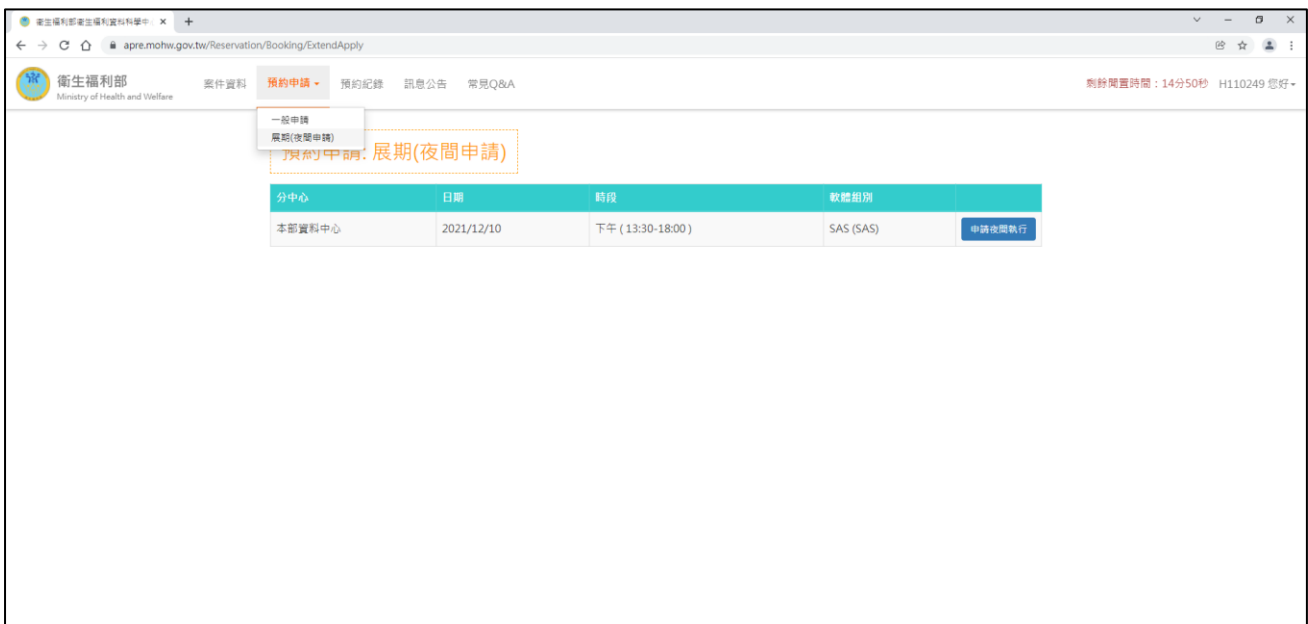 衛生福利部衛生福利資料科學中
apre.mohw.gov.tw/Reservation/Booking/ExtendApply
衛生福利部
Ministry of Health and Welfare
案件資料 預約申請 預約紀錄 訊息公告 常見Q&A
剩餘閒置時間：14分50秒 H110249 您好
一般申請
展期(夜間申請)
預約申請: 展期(夜間申請)
分中心 日期 時段 軟體組別
本部資料中心 2021/12/10 下午 ( 13:30-18:00 ) SAS (SAS) 申請夜間執行